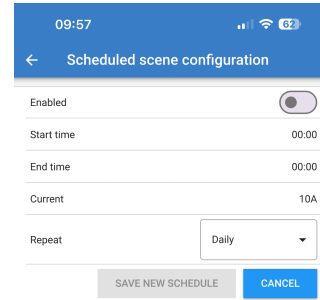 09:57
62
Scheduled scene configuration
Enabled
Start time 00:00
End time 00:00
Current 10A
Repeat Daily
SAVE NEW SCHEDULE CANCEL